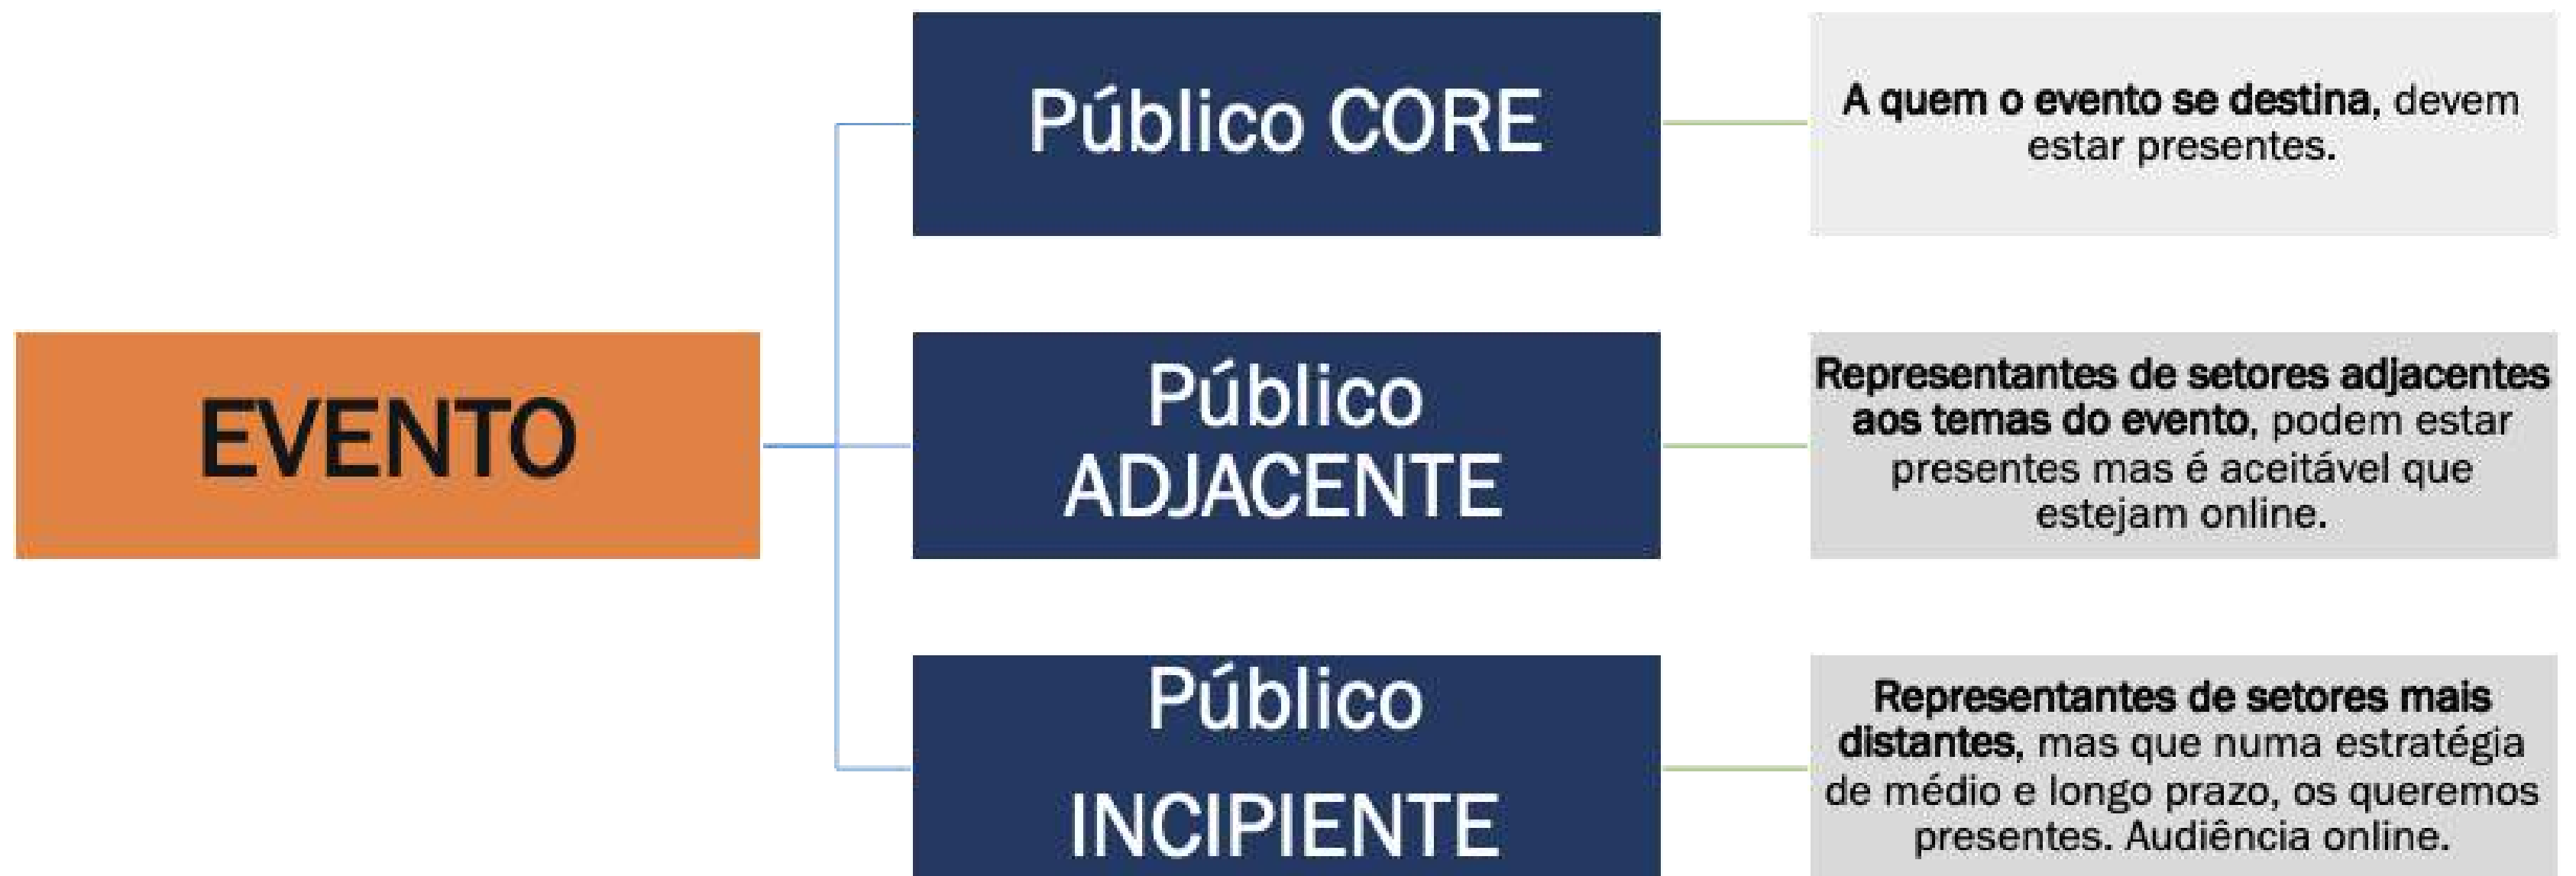 EVENTO
Público CORE
A quem o evento se destina, devem
estar presentes.
Público
ADJACENTE
Representantes de setores adjacentes
aos temas do evento, podem estar
presentes mas é aceitável que
estejam online.
Público
INCIPIENTE
Representantes de setores mais
distantes, mas que numa estratégia
de médio e longo prazo, os queremos
presentes. Audiência online.